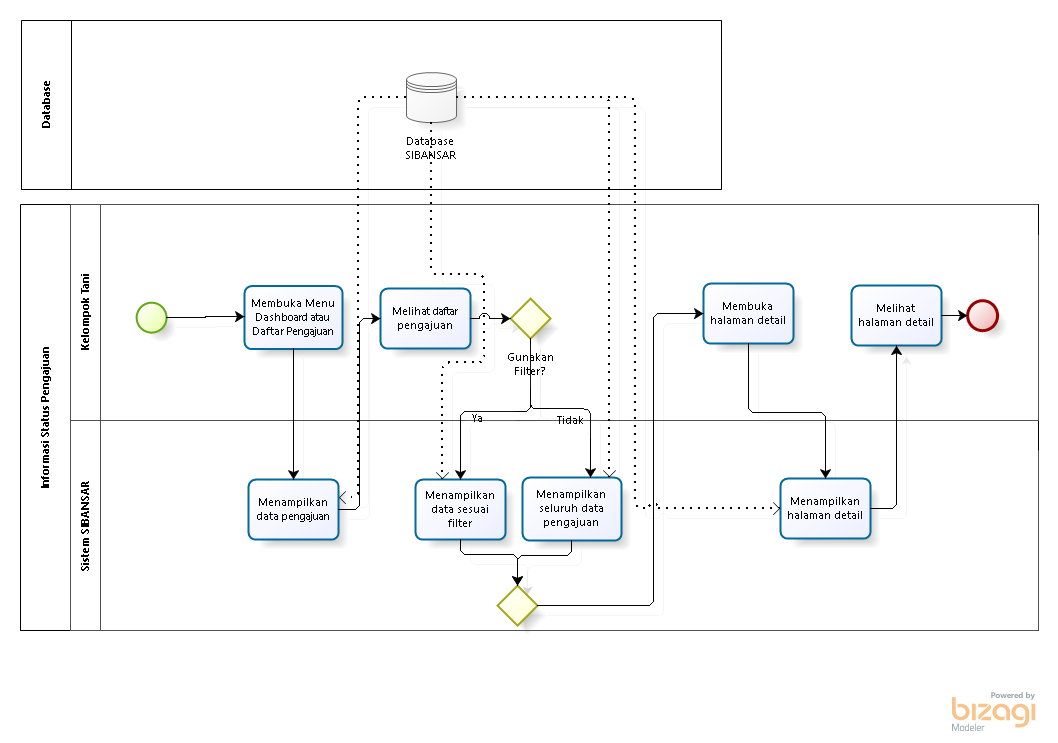 Database
Database
SIBANSAR
Informasi Status Pengajuan
Kelompok Tani
Membuka Menu
Dashboard atau
Daftar Pengajuan
Melihat daftar
pengajuan
Gunakan
Filter?
Membuka
halaman detail
Melihat
halaman detail
Ya
Tidak
Sistem SIBANSAR
Menampilkan
data pengajuan
Menampilkan
data sesuai
filter
Menampilkan
seluruh data
pengajuan
Menampilkan
halaman detail
Powered by
bizagi
Modeler